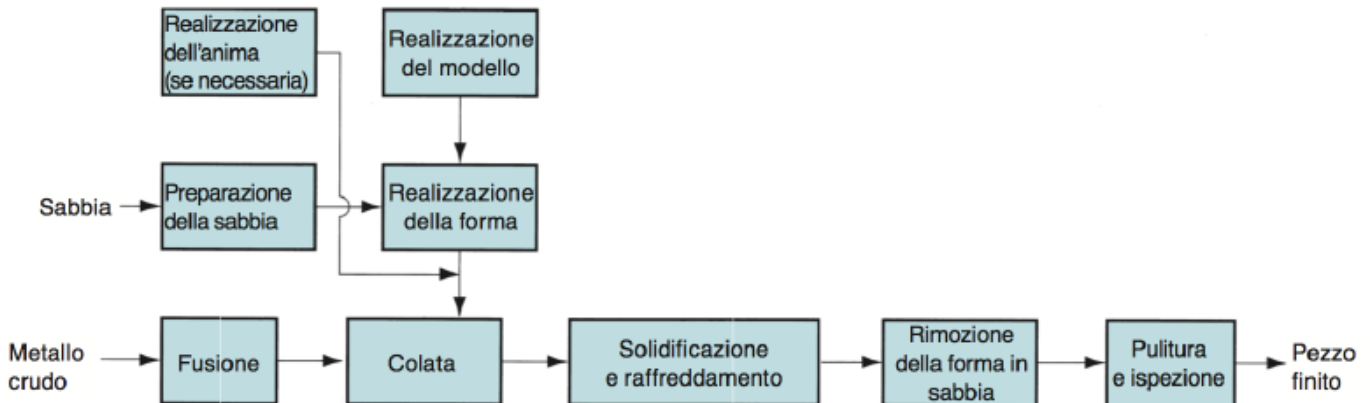 Realizzazione
dell'anima
(se necessaria)
Realizzazione
del modello
Sabbia
Preparazione
della sabbia
Realizzazione
della forma
Metallo
crudo
Fusione
Colata
Solidificazione
e raffreddamento
Rimozione
della forma in
sabbia
Pulitura
e ispezione
Pezzo
finito